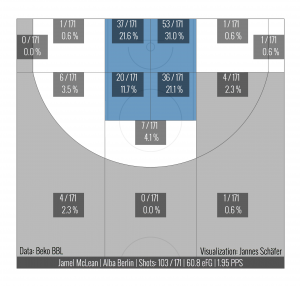 1 / 171
0.6 %
37 / 171
21.6 %
53 / 171
31.0 %
1 / 171
0.6 %
0 / 171
0.0 %
1 / 171
0.6 %
6 / 171
3.5 %
20 / 171
11.7 %
36 / 171
21.1 %
4 / 171
2.3 %
7 / 171
4.1 %
4 / 171
2.3 %
0 / 171
0.0 %
1 / 171
0.6 %
Data: Beko BBL
Visualization: Jannes Schäfer
Jamel McLean | Alba Berlin | Shots: 103 / 171 | 60.8 eFG | 1.95 PPS